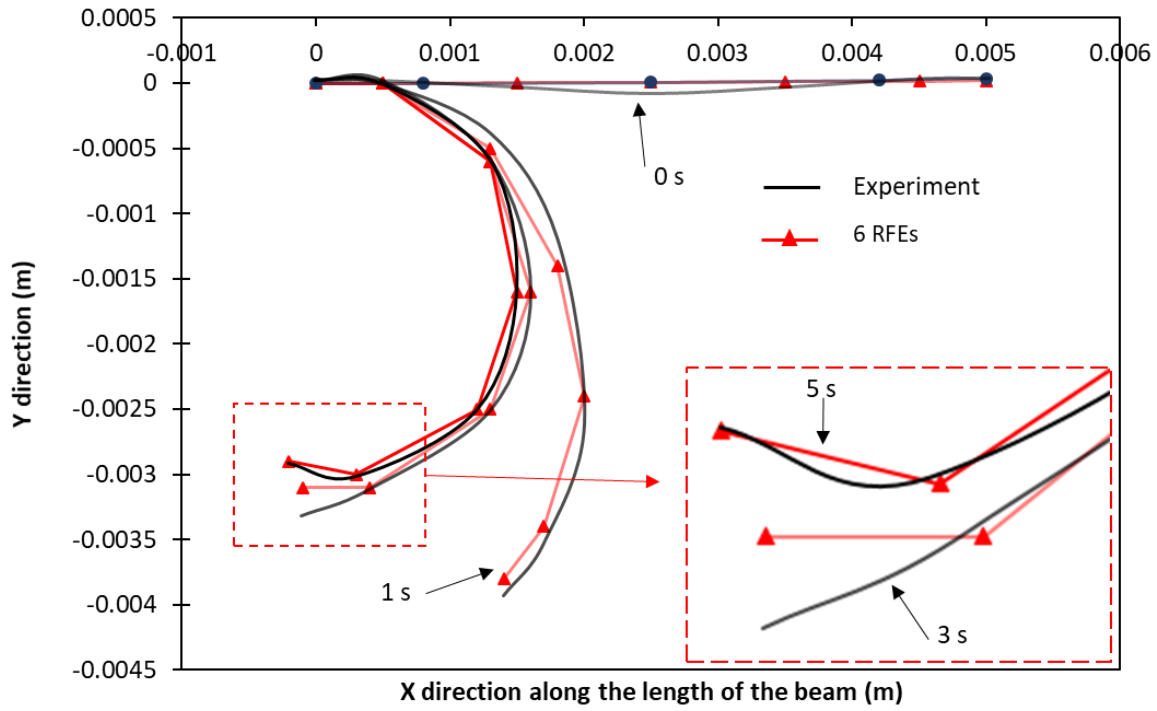 0.0005
-0.001 0 0.001 0.002 0.003 0.004 0.005 0.006
0
-0.0005
0 s
Experiment
-0.001
6 RFEs
-0.0015
-0.002
5 s
-0.0025
-0.003
-0.0035
1 s
3 s
-0.004
-0.0045
Y direction (m)
X direction along the length of the beam (m)